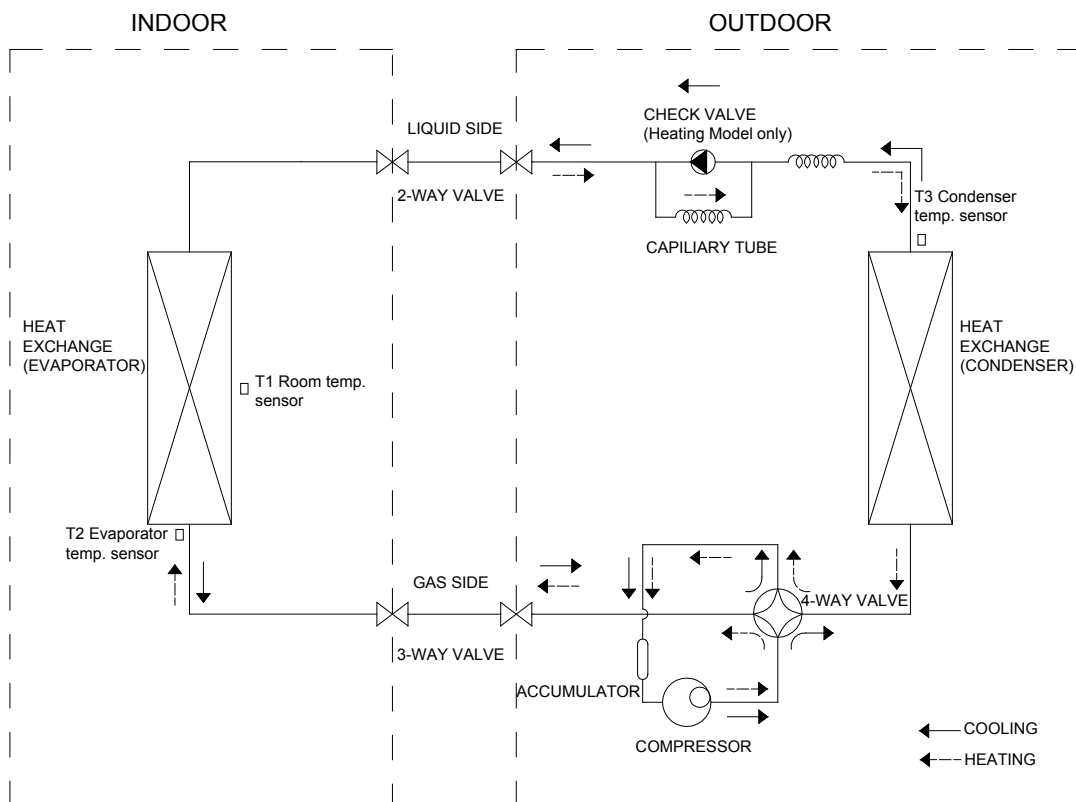 INDOOR
OUTDOOR
CHECK VALVE
(Heating Model only)
LIQUID SIDE
2-WAY VALVE
T3 Condenser
temp. sensor
CAPILIARY TUBE
HEAT
EXCHANGE
(EVAPORATOR)
T1 Room temp.
sensor
HEAT
EXCHANGE
(CONDENSER)
T2 Evaporator
temp. sensor
GAS SIDE
4-WAY VALVE
3-WAY VALVE
ACCUMULATOR
COMPRESSOR
COOLING
HEATING